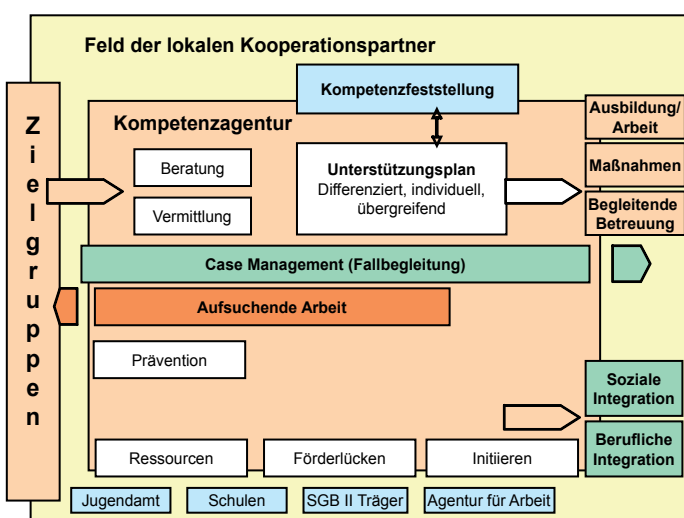 Feld der lokalen Kooperationspartner
Zielgruppen
Kompetenzfeststellung
Kompetenzagentur
Beratung
Vermittlung
Unterstützungsplan
Differenziert, individuell,
übergreifend
Ausbildung/
Arbeit
Maßnahmen
Begleitende
Betreuung
Case Management (Fallbegleitung)
Aufsuchende Arbeit
Prävention
Soziale
Integration
Berufliche
Integration
Ressourcen
Förderlücken
Initiieren
Jugendamt
Schulen
SGB II Träger
Agentur für Arbeit